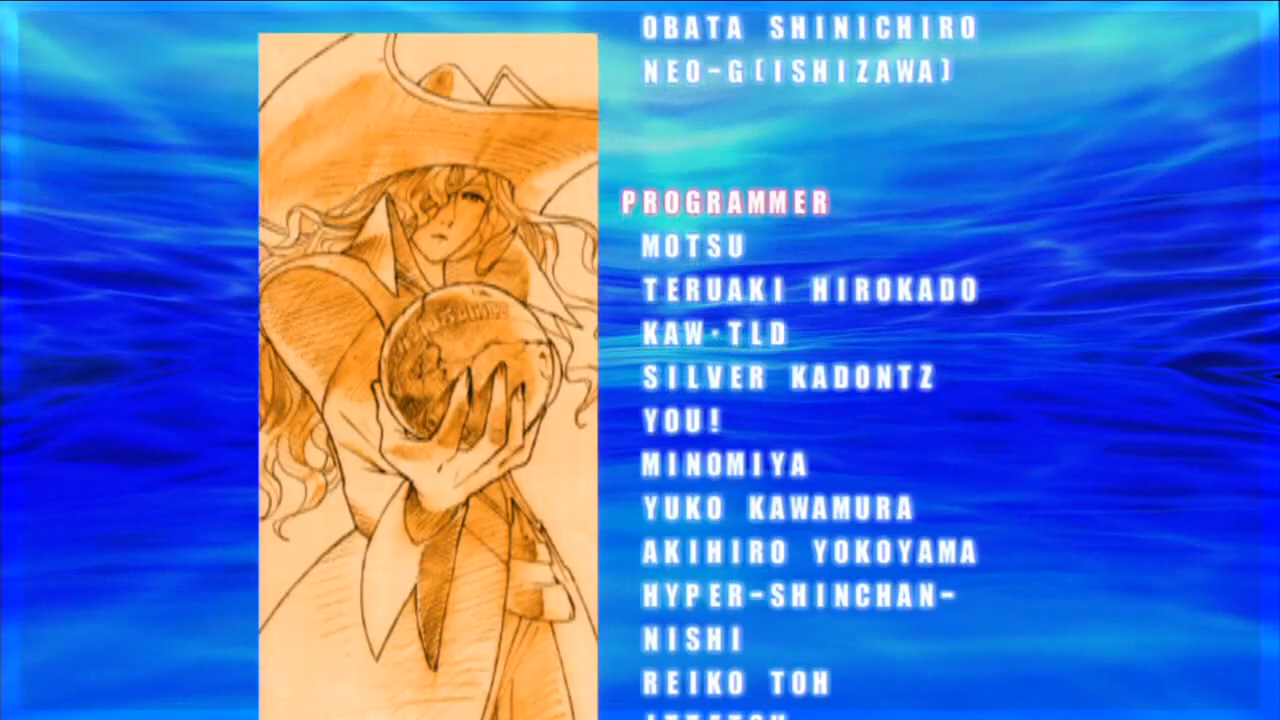 OBATA SHINICHIRO
NEO-G[ISHIZAWA]
PROGRAMMER
MOTSU
TERUAKI HIROKADO
KAW·TLD
SILVER KADONTZ
YOU!
MINOMIYA
YUKO KAWAMURA
AKIHIRO YOKOYAMA
HYPER-SHINCHAN-
NISHI
REIKO TOH